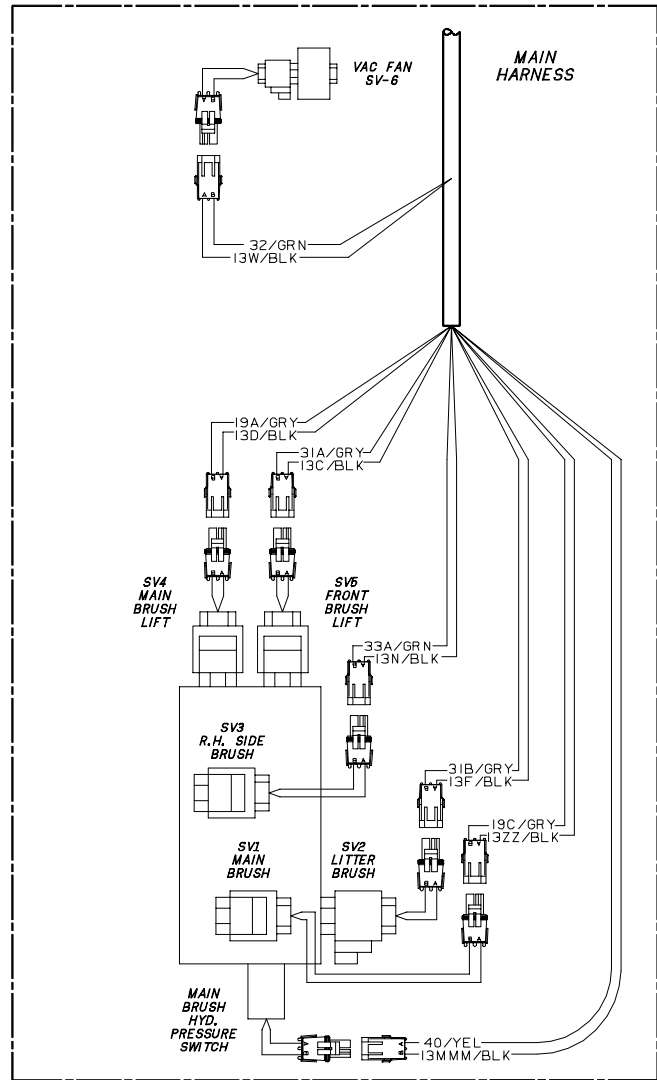 VAC FAN
SV-6
MAIN
HARNESS
A B
A B
32/GRN
13W/BLK
19A/GRY
13D/BLK
31A/GRY
13C/BLK
B A
B A
B A
B A
SV4
MAIN
BRUSH
LIFT
SV5
FRONT
BRUSH
LIFT
33A/GRN
13N/BLK
B A
B A
SV3
R.H. SIDE
BRUSH
31B/GRY
13F/BLK
B A
B A
19C/GRY
13ZZ/BLK
B A
B A
SV1
MAIN
BRUSH
SV2
LITTER
BRUSH
MAIN
BRUSH
HYD.
PRESSURE
SWITCH
A
B
A
B
40/YEL
13MMM/BLK